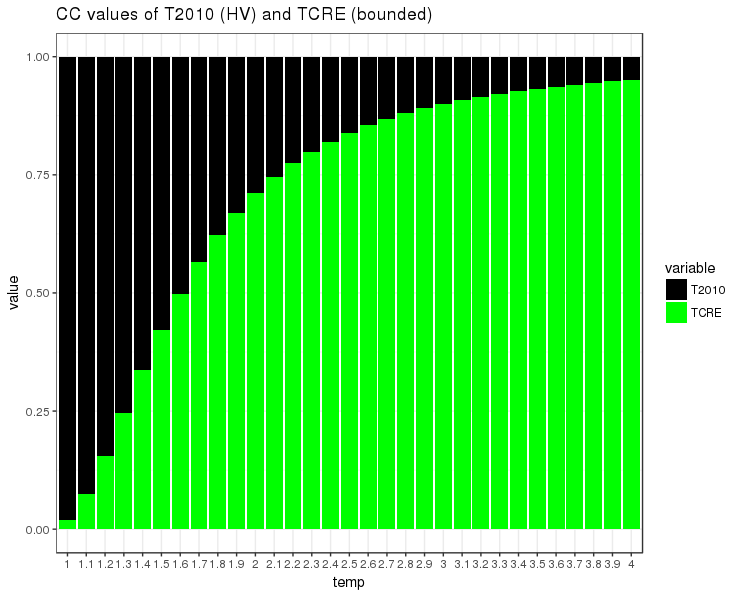 CC values of T2010 (HV) and TCRE (bounded)
1.00
0.75
0.50
0.25
0.00
value
1 1.1 1.2 1.3 1.4 1.5 1.6 1.7 1.8 1.9 2 2.1 2.2 2.3 2.4 2.5 2.6 2.7 2.8 2.9 3 3.1 3.2 3.3 3.4 3.5 3.6 3.7 3.8 3.9 4
temp
variable
T2010
TCRE